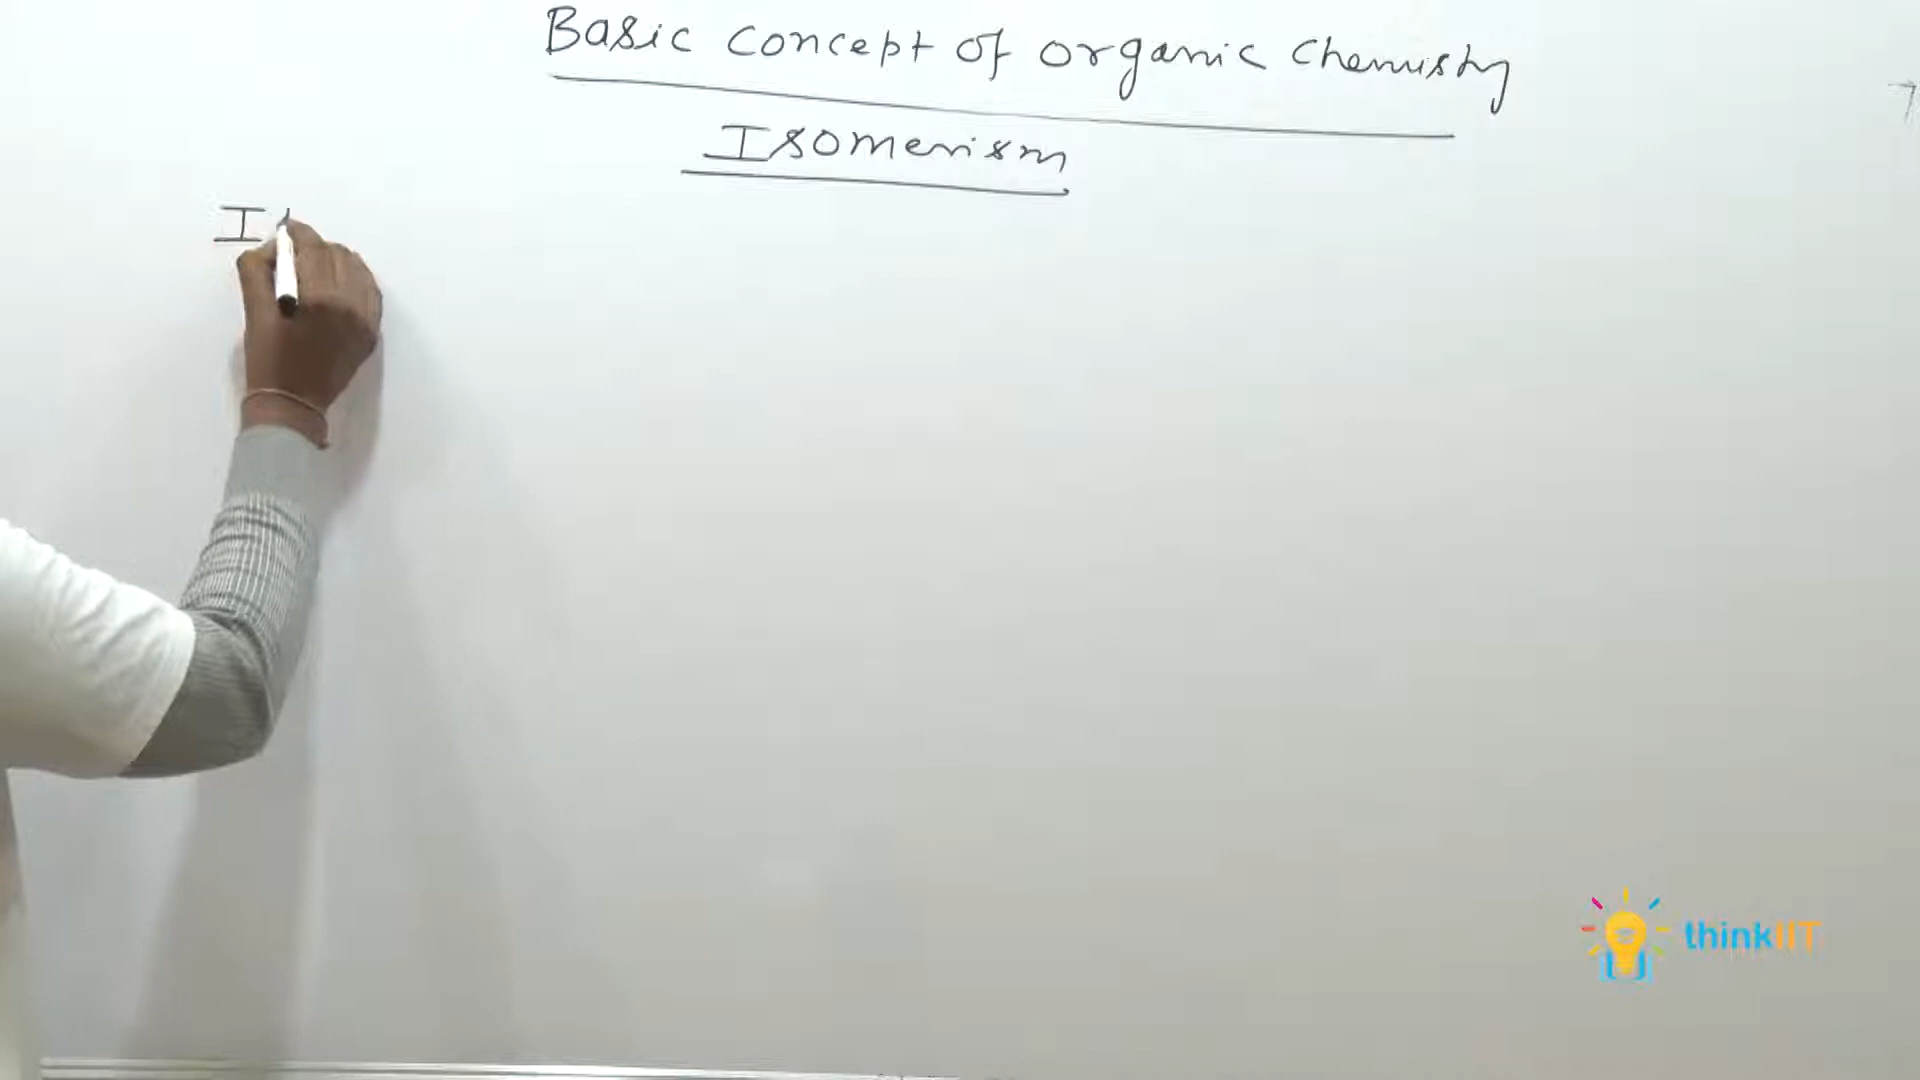 Basic concept of organic chemistry
Isomerism
I
thinkIIT